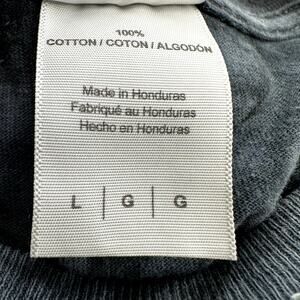 100%
COTTON / COTON / ALGODÓN
Made in Honduras
Fabriqué au Honduras
Hecho en Honduras
L | G | G